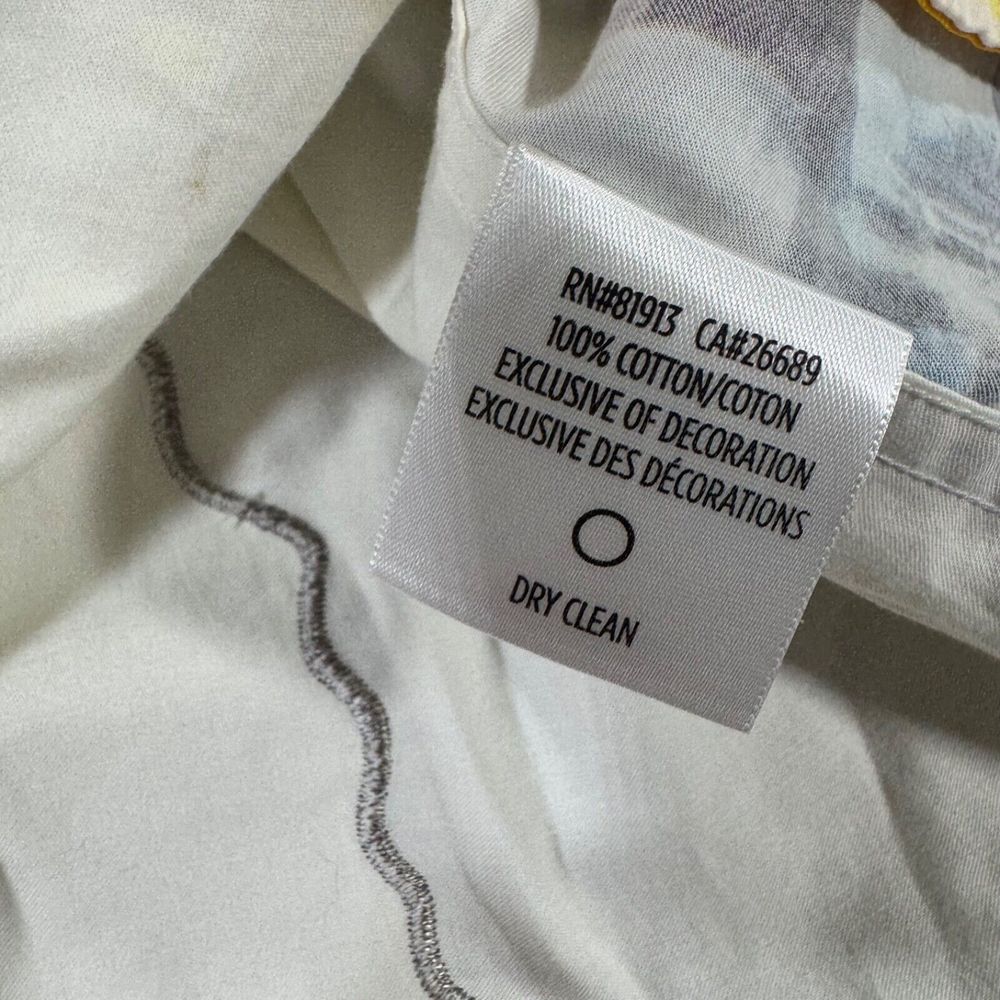 RN#81913 CA#26689
100% COTTON/COTON
EXCLUSIVE OF DECORATION
EXCLUSIVE DES DÉCORATIONS
DRY CLEAN